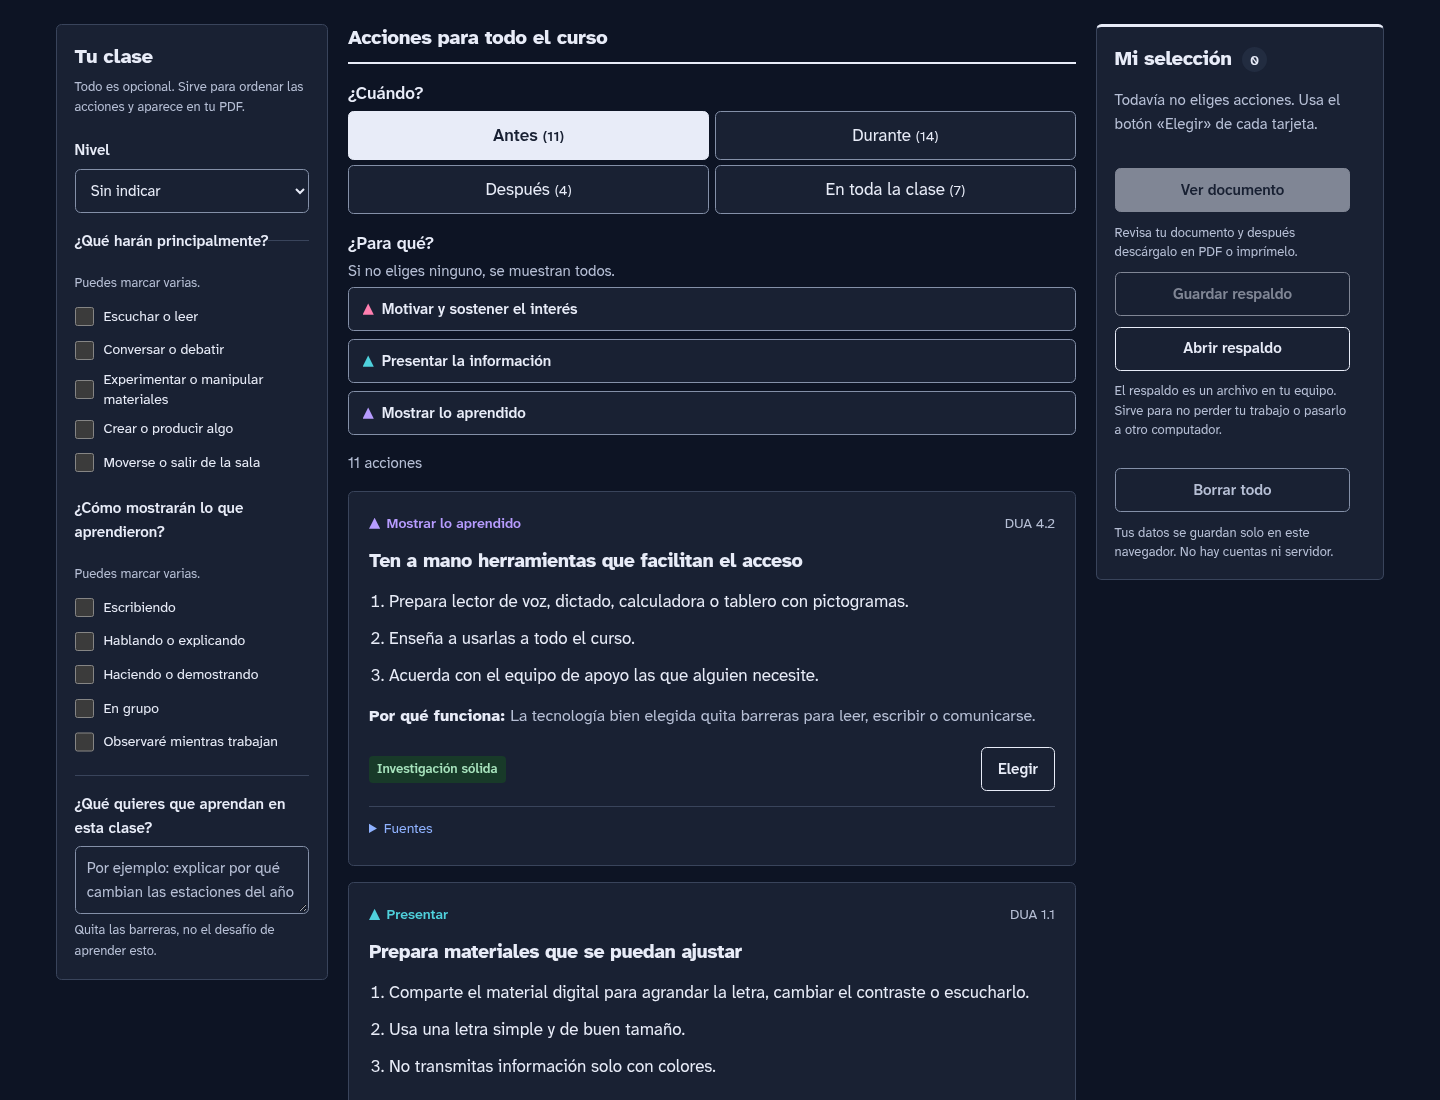 Tu clase
Todo es opcional. Sirve para ordenar las
acciones y aparece en tu PDF.
Nivel
Sin indicar
¿Qué harán principalmente?
Puedes marcar varias.
Escuchar o leer
Conversar o debatir
Experimentar o manipular
materiales
Crear o producir algo
Moverse o salir de la sala
¿Cómo mostrarán lo que
aprendieron?
Puedes marcar varias.
Escribiendo
Hablando o explicando
Haciendo o demostrando
En grupo
Observaré mientras trabajan
¿Qué quieres que aprendan en
esta clase?
Por ejemplo: explicar por qué
cambian las estaciones del año
Quita las barreras, no el desafío de
aprender esto.
Acciones para todo el curso
¿Cuándo?
Antes (11)
Durante (14)
Después (4)
En toda la clase (7)
¿Para qué?
Si no eliges ninguno, se muestran todos.
Motivar y sostener el interés
Presentar la información
Mostrar lo aprendido
11 acciones
Mostrar lo aprendido
DUA 4.2
Ten a mano herramientas que facilitan el acceso
1. Prepara lector de voz, dictado, calculadora o tablero con pictogramas.
2. Enseña a usarlas a todo el curso.
3. Acuerda con el equipo de apoyo las que alguien necesite.
Por qué funciona: La tecnología bien elegida quita barreras para leer, escribir o comunicarse.
Investigación sólida
Elegir
Fuentes
Presentar
DUA 1.1
Prepara materiales que se puedan ajustar
1. Comparte el material digital para agrandar la letra, cambiar el contraste o escucharlo.
2. Usa una letra simple y de buen tamaño.
3. No transmitas información solo con colores.
Mi selección 0
Todavía no eliges acciones. Usa el
botón «Elegir» de cada tarjeta.
Ver documento
Revisa tu documento y después
descárgalo en PDF o imprímelo.
Guardar respaldo
Abrir respaldo
El respaldo es un archivo en tu equipo.
Sirve para no perder tu trabajo o pasarlo
a otro computador.
Borrar todo
Tus datos se guardan solo en este
navegador. No hay cuentas ni servidor.